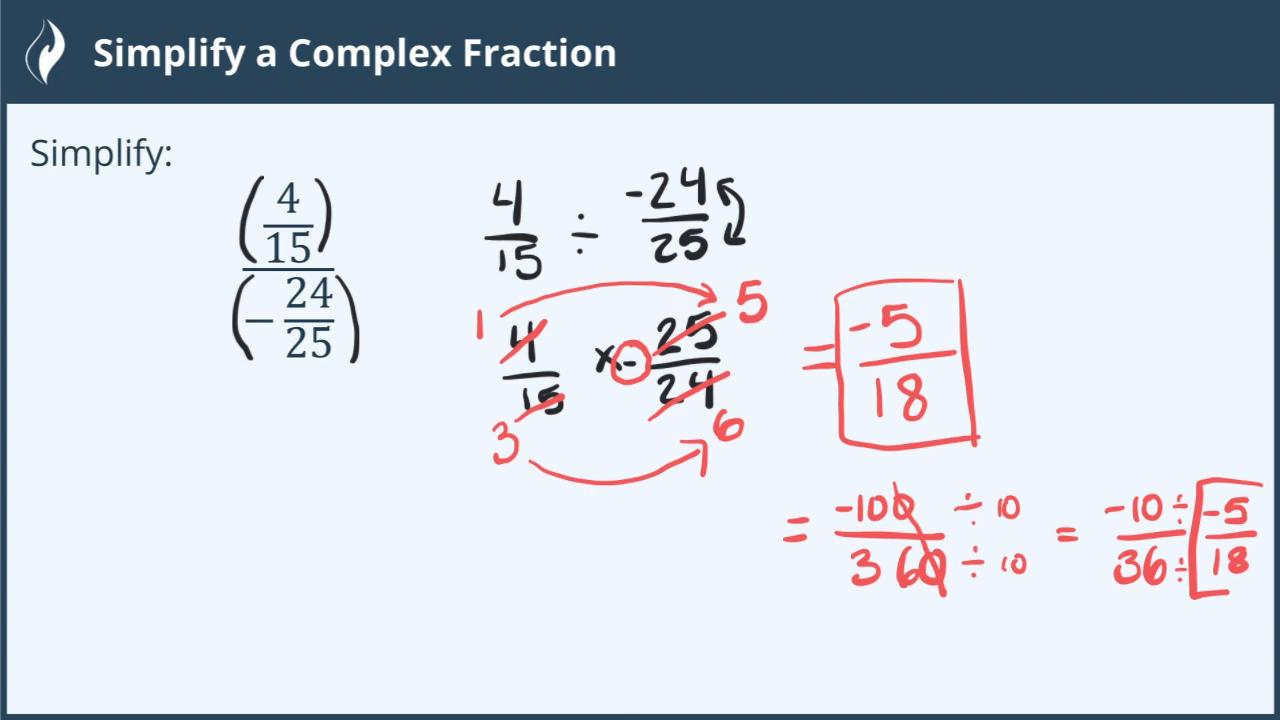 Simplify a Complex Fraction
Simplify:
(4/15)
(-24/25)
4/15 ÷ -24/25
1 5
4/15 x - 25/24
3 6
= -5/18
= -100/360 ÷ 10/÷ 10 = -10/36 ÷/÷ -5/18